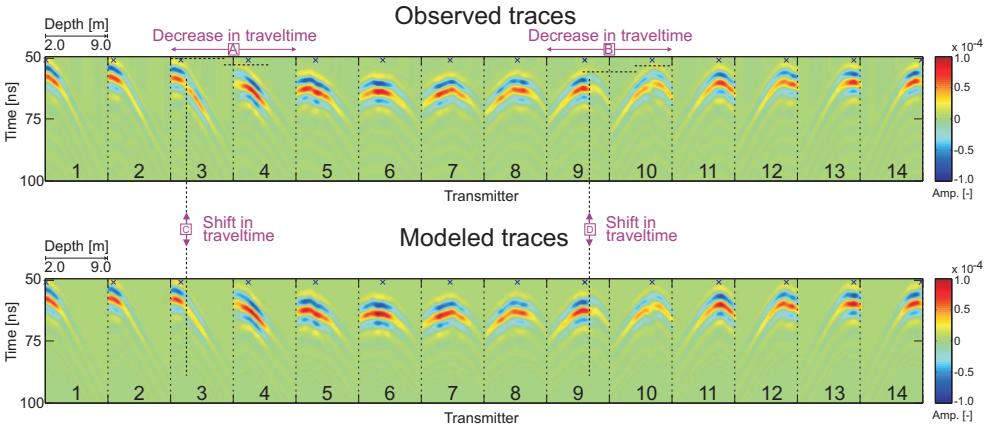 Observed traces
Depth [m]
2.0 9.0
Decrease in traveltime
A
Decrease in traveltime
B
x 10⁻⁴
Time [ns]
50
75
100
1 2 3 4 5 6 7 8 9 10 11 12 13 14
Transmitter
1.0
0.5
0
-0.5
-1.0
Amp. [-]
C
Shift in
traveltime
D
Shift in
traveltime
Modeled traces
Depth [m]
2.0 9.0
x 10⁻⁴
Time [ns]
50
75
100
1 2 3 4 5 6 7 8 9 10 11 12 13 14
Transmitter
1.0
0.5
0
-0.5
-1.0
Amp. [-]